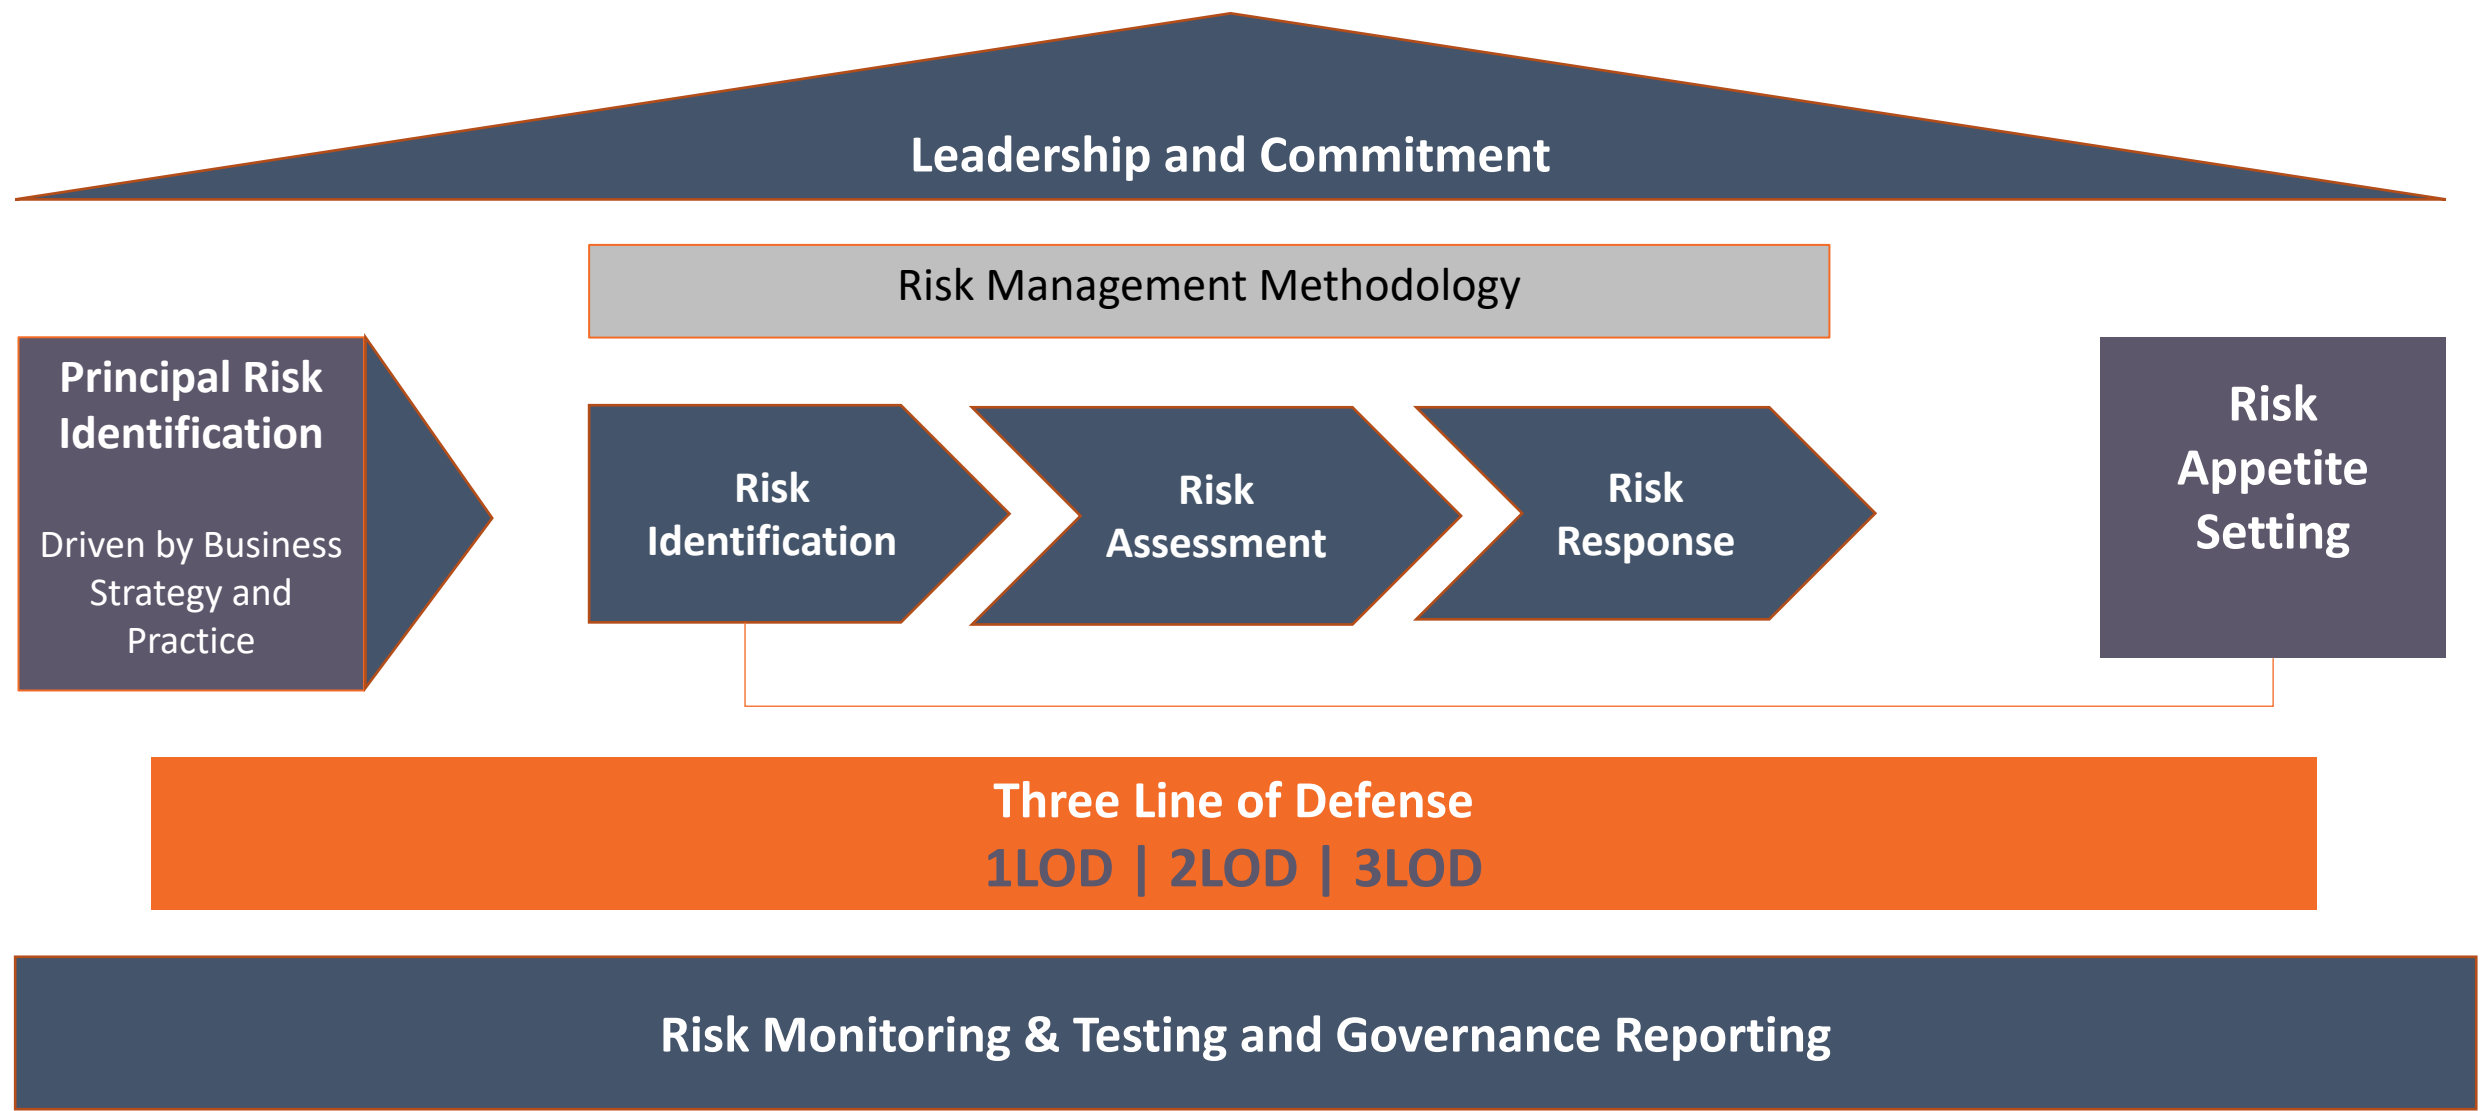 Leadership and Commitment
Risk Management Methodology
Principal Risk
Identification
Driven by Business
Strategy and
Practice
Risk
Identification
Risk
Assessment
Risk
Response
Risk
Appetite
Setting
Three Line of Defense
1LOD | 2LOD | 3LOD
Risk Monitoring & Testing and Governance Reporting